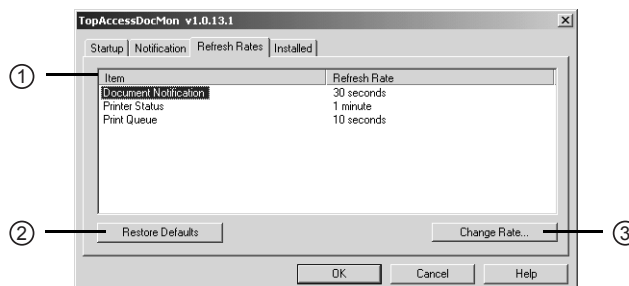 TopAccessDocMon v1.0.13.1
Startup Notification Refresh Rates Installed
① Item Refresh Rate
Document Notification 30 seconds
Printer Status 1 minute
Print Queue 10 seconds
② Restore Defaults Change Rate... ③
OK Cancel Help